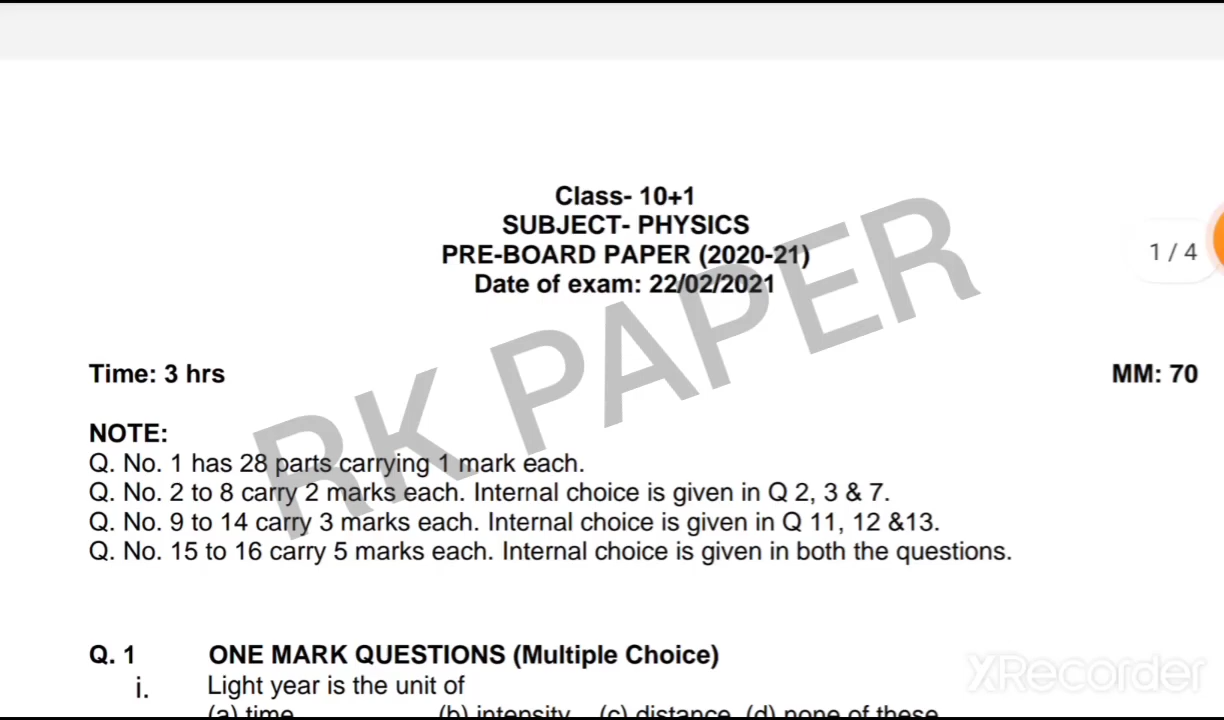 Class- 10+1
SUBJECT- PHYSICS
PRE-BOARD PAPER (2020-21)
Date of exam: 22/02/2021
1 / 4
Time: 3 hrs MM: 70
RK PAPER
NOTE:
Q. No. 1 has 28 parts carrying 1 mark each.
Q. No. 2 to 8 carry 2 marks each. Internal choice is given in Q 2, 3 & 7.
Q. No. 9 to 14 carry 3 marks each. Internal choice is given in Q 11, 12 &13.
Q. No. 15 to 16 carry 5 marks each. Internal choice is given in both the questions.
Q. 1 ONE MARK QUESTIONS (Multiple Choice)
i. Light year is the unit of
(a) time (b) intensity (c) distance (d) none of these
XRecorder